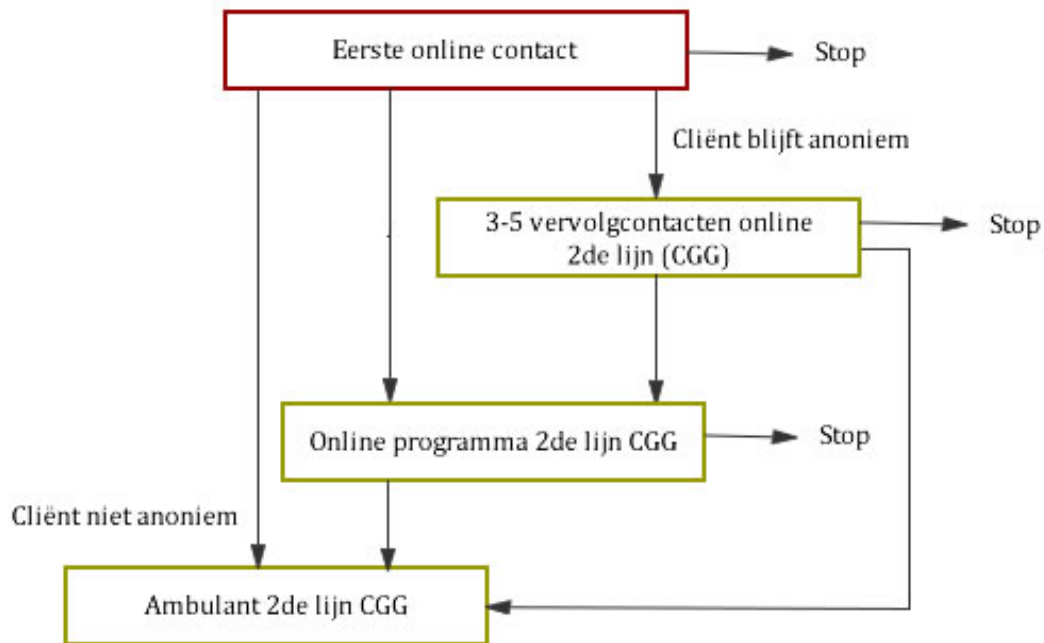 Eerste online contact
Stop
Cliënt blijft anoniem
3-5 vervolgcontacten online
2de lijn (CGG)
Stop
Online programma 2de lijn CGG
Stop
Cliënt niet anoniem
Ambulant 2de lijn CGG